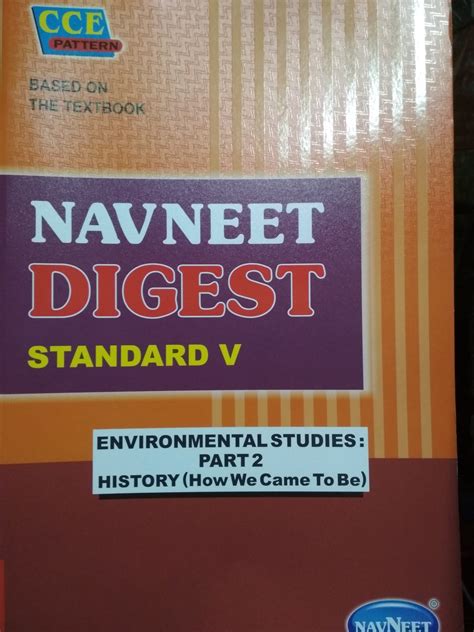 CCE
PATTERN
BASED ON
THE TEXTBOOK
NAVNEET
DIGEST
STANDARD V
ENVIRONMENTAL STUDIES :
PART 2
HISTORY (How We Came To Be)
®
NAVNEET